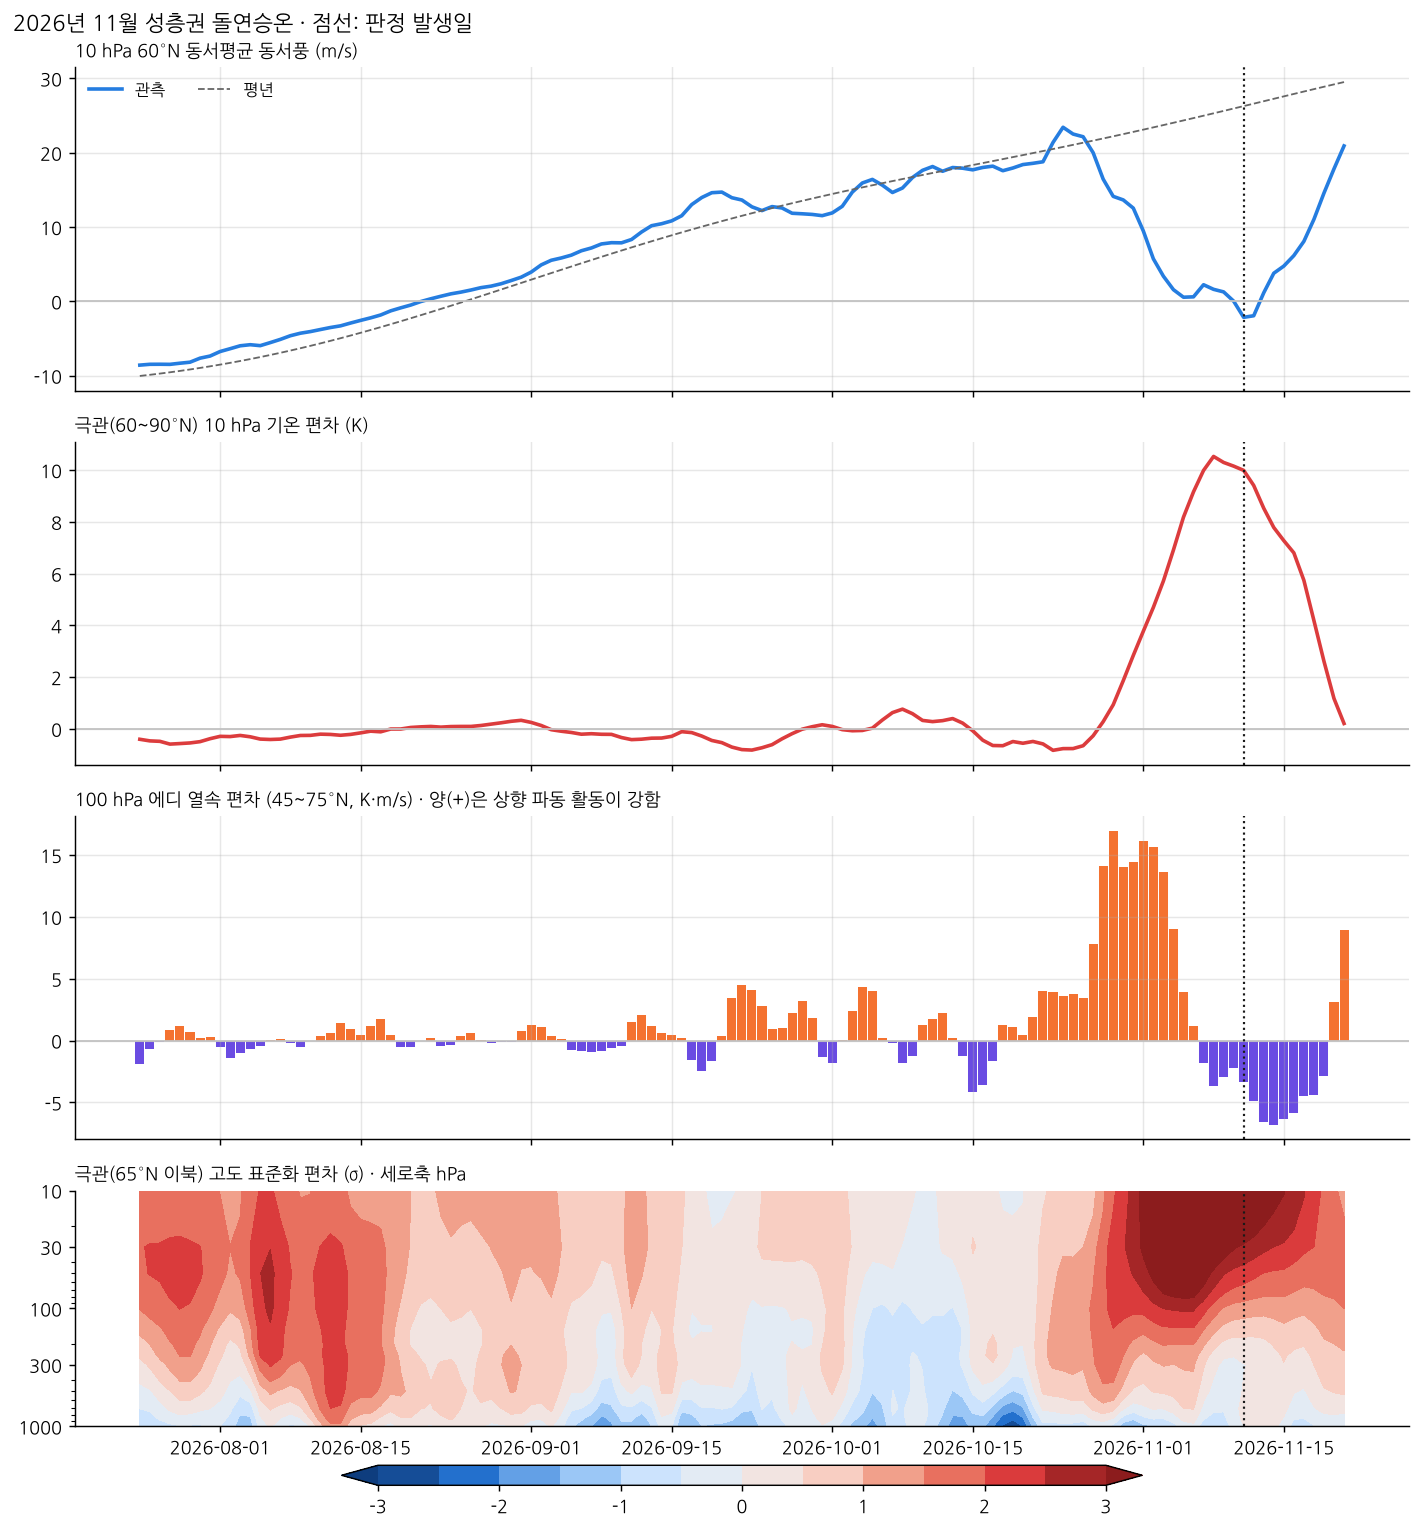 2026년 11월 성층권 돌연승온 · 점선: 판정 발생일
10 hPa 60°N 동서평균 동서풍 (m/s)
관측
평년
30
20
10
0
-10
극관(60~90°N) 10 hPa 기온 편차 (K)
10
8
6
4
2
0
100 hPa 에디 열속 편차 (45~75°N, K·m/s) · 양(+)은 상향 파동 활동이 강함
15
10
5
0
-5
극관(65°N 이북) 고도 표준화 편차 (σ) · 세로축 hPa
10
30
100
300
1000
2026-08-01 2026-08-15 2026-09-01 2026-09-15 2026-10-01 2026-10-15 2026-11-01 2026-11-15
-3 -2 -1 0 1 2 3